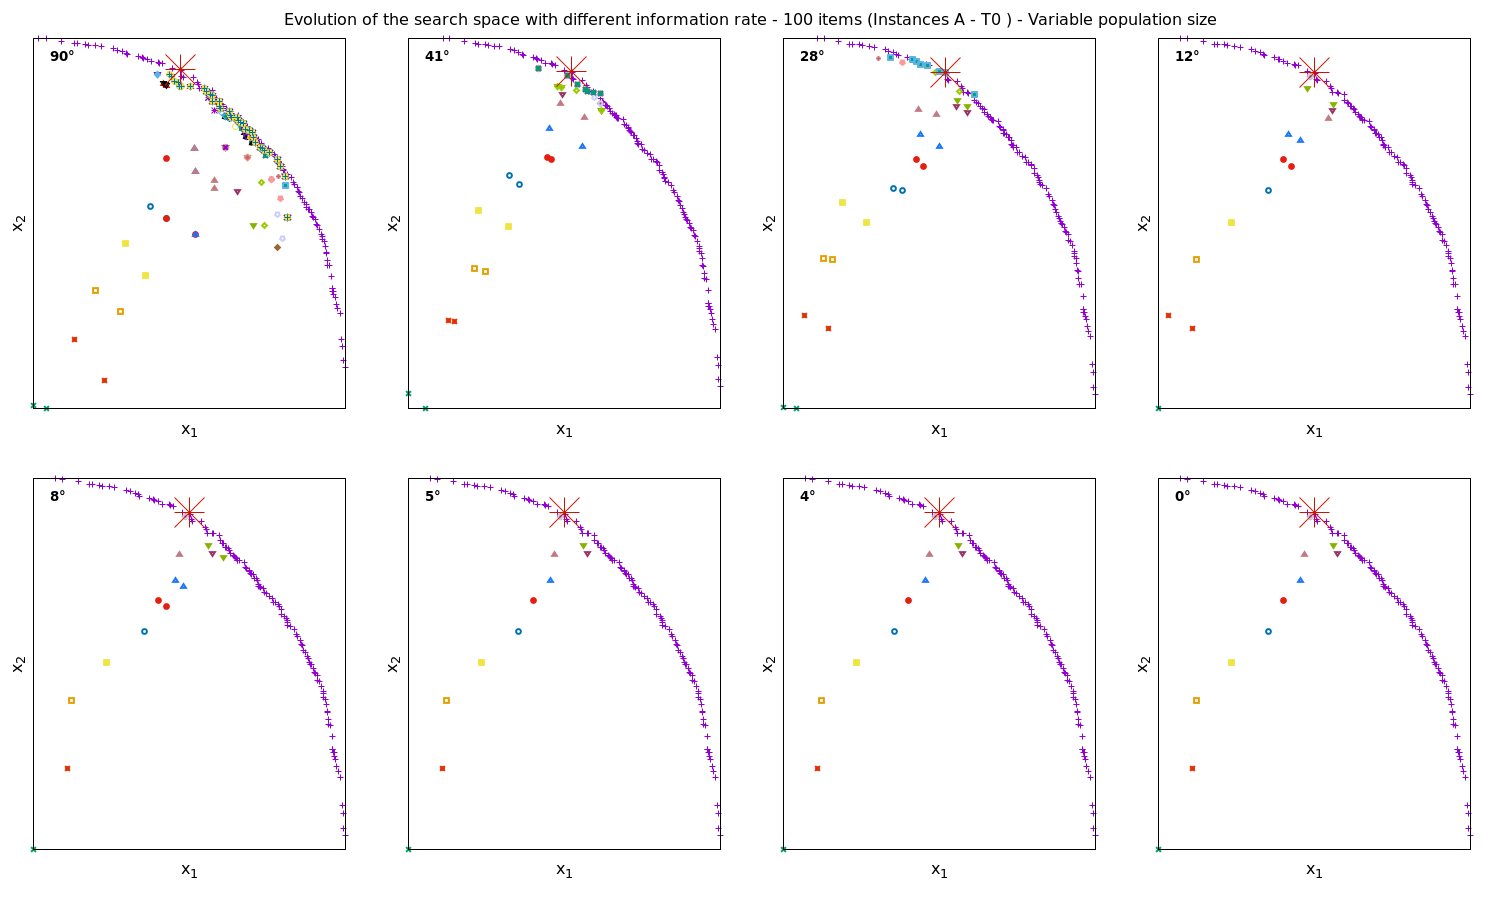 Evolution of the search space with different information rate - 100 items (Instances A - T0 ) - Variable population size
90°
41°
28°
12°
x2
x2
x2
x2
x1
x1
x1
x1
8°
5°
4°
0°
x2
x2
x2
x2
x1
x1
x1
x1